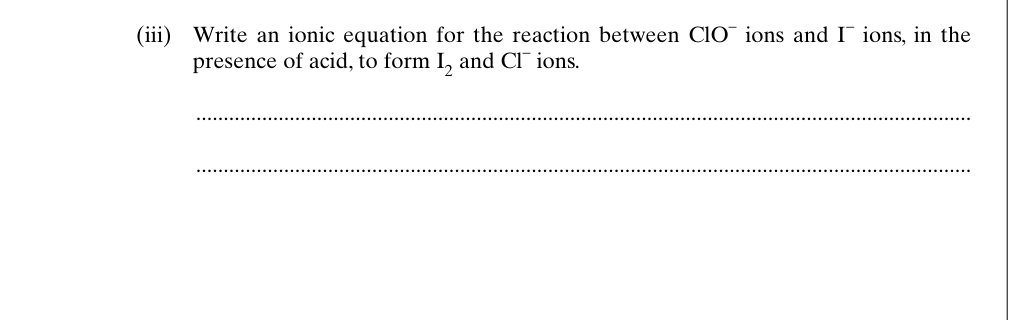 (iii) Write an ionic equation for the reaction between ClO⁻ ions and I⁻ ions, in the
presence of acid, to form I₂ and Cl⁻ ions.